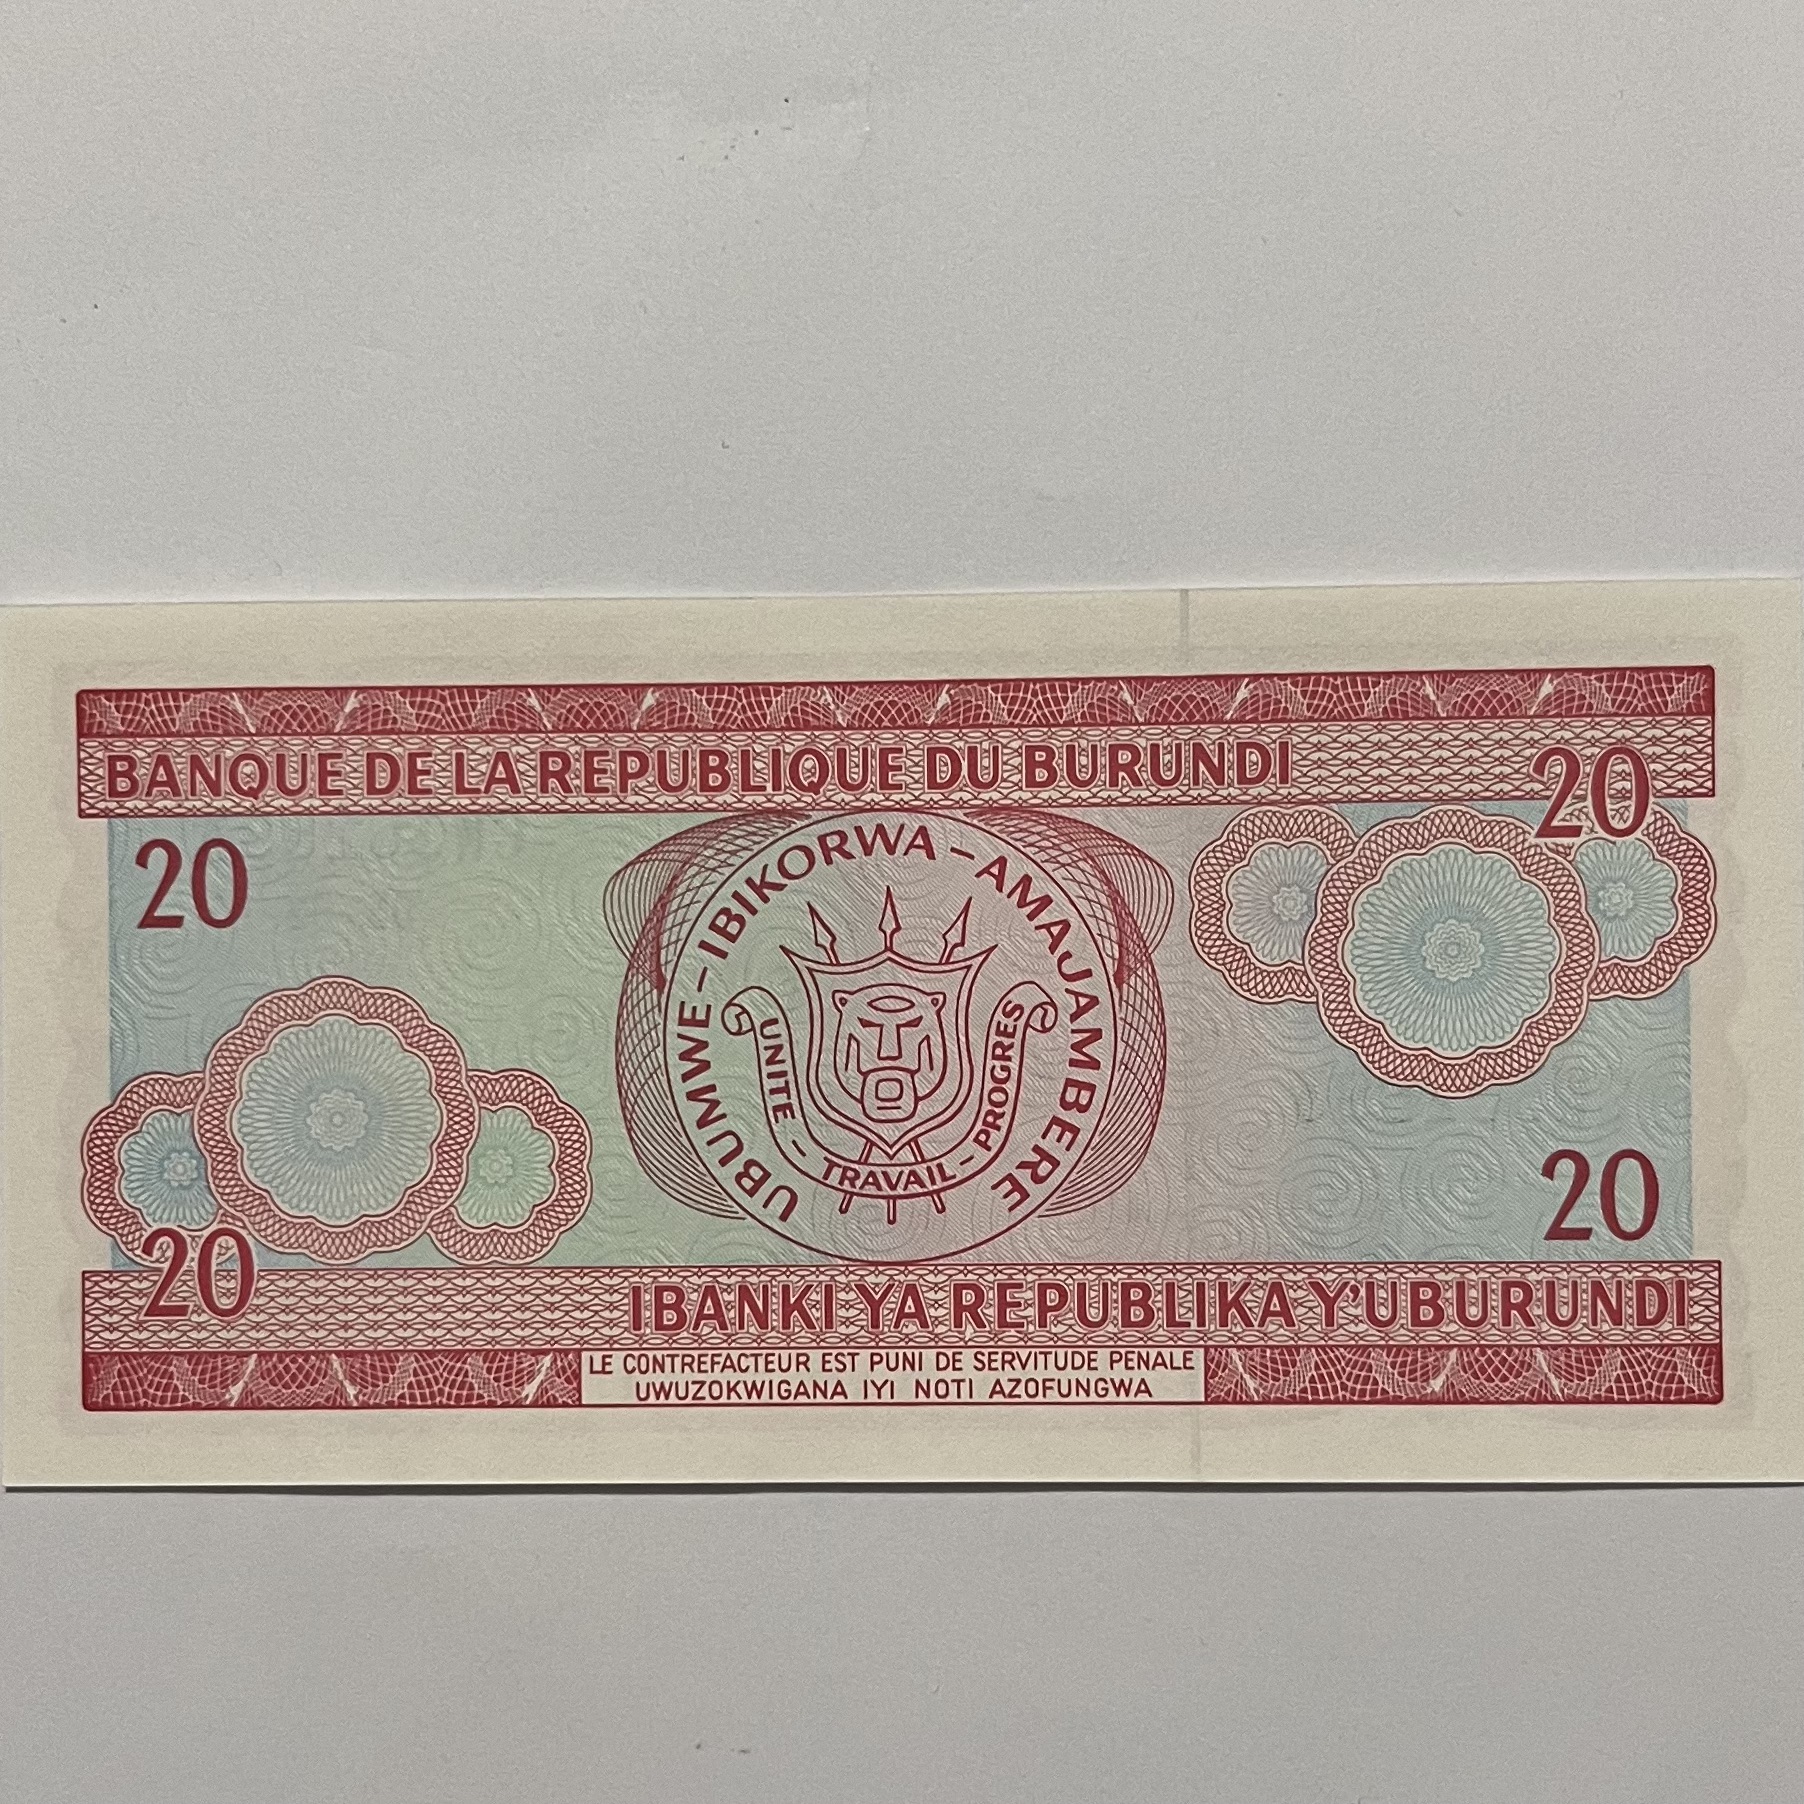 BANQUE DE LA REPUBLIQUE DU BURUNDI
20
20
UBUMWE-IBIKORWA-AMAJAMBERE
UNITE - TRAVAIL - PROGRES
20
20
IBANKI YA REPUBLIKA Y'UBURUNDI
LE CONTREFACTEUR EST PUNI DE SERVITUDE PENALE
UWUZOKWIGANA IYI NOTI AZOFUNGWA